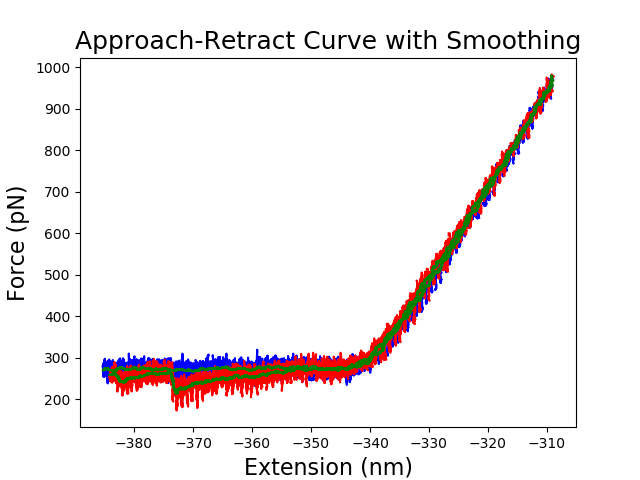 Approach-Retract Curve with Smoothing
1000
900
800
700
600
500
400
300
200
Force (pN)
−380 −370 −360 −350 −340 −330 −320 −310
Extension (nm)